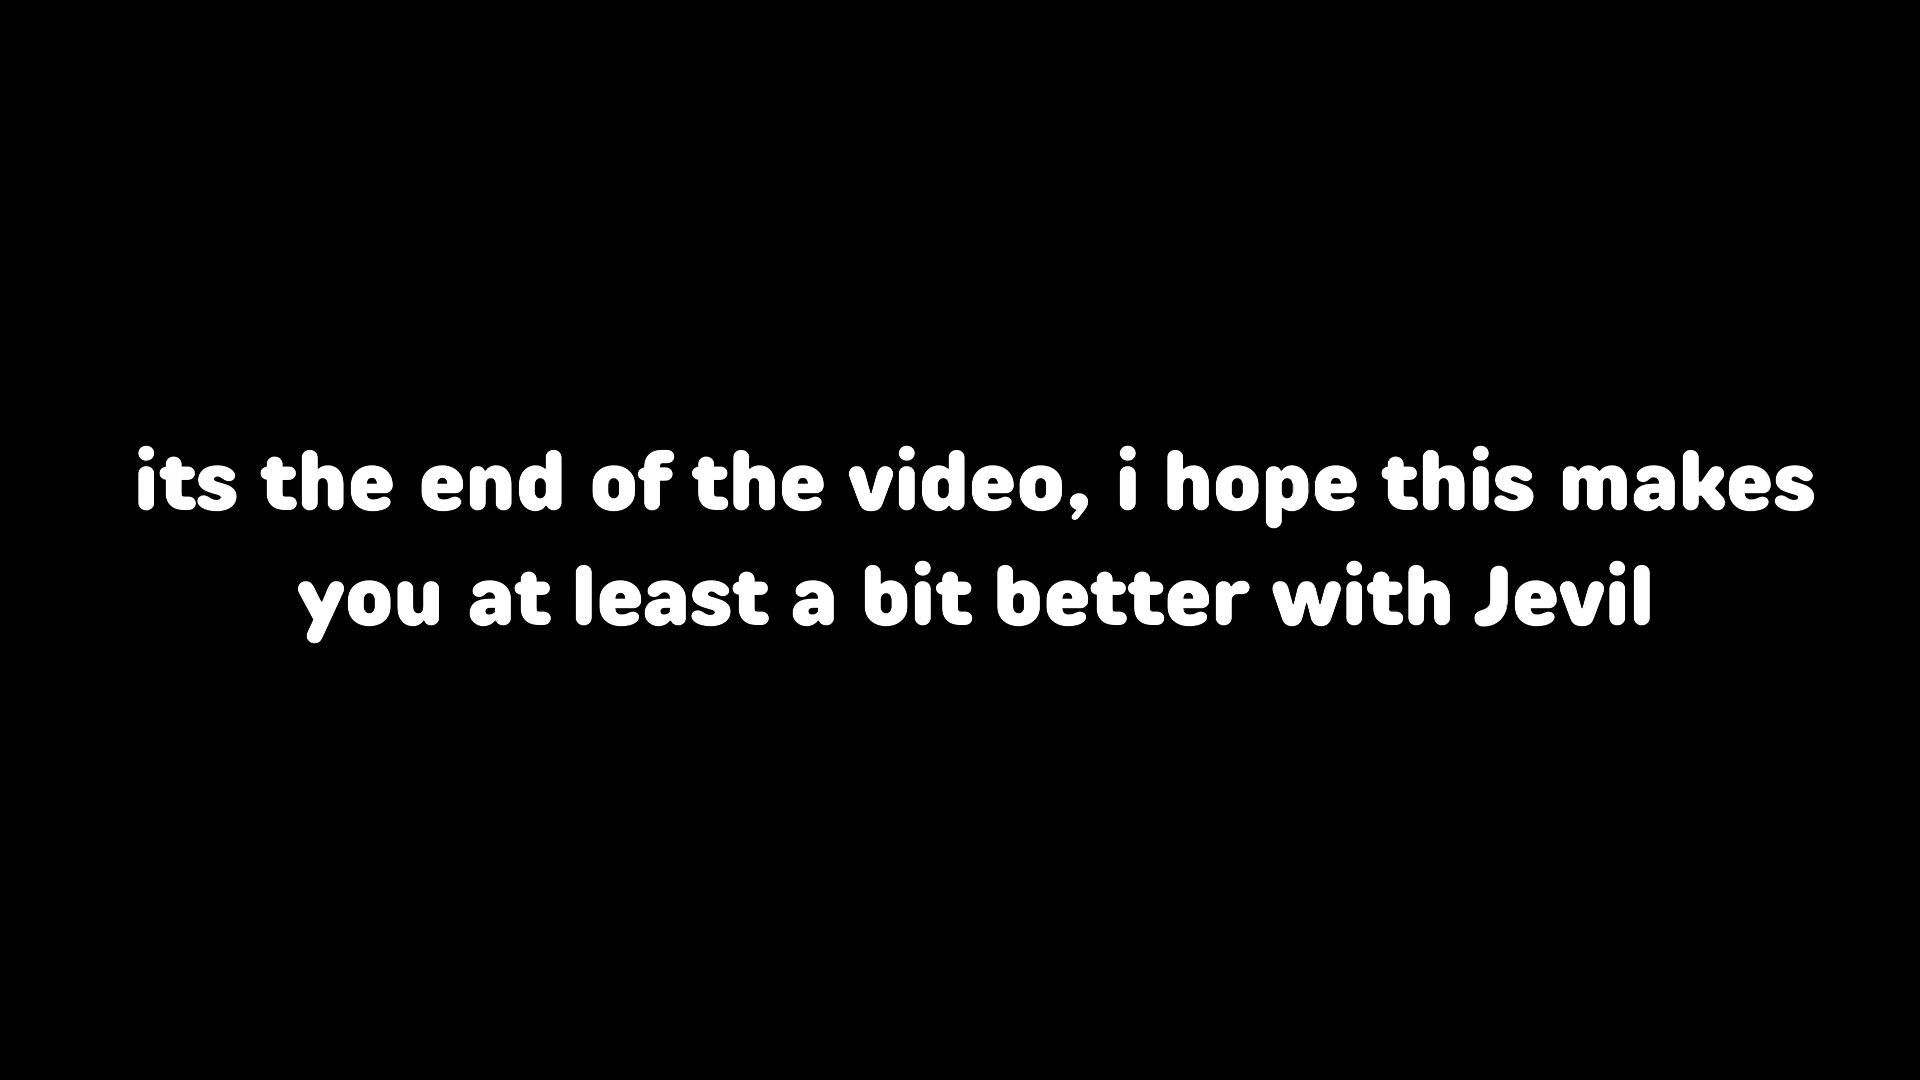 its the end of the video, i hope this makes
you at least a bit better with Jevil